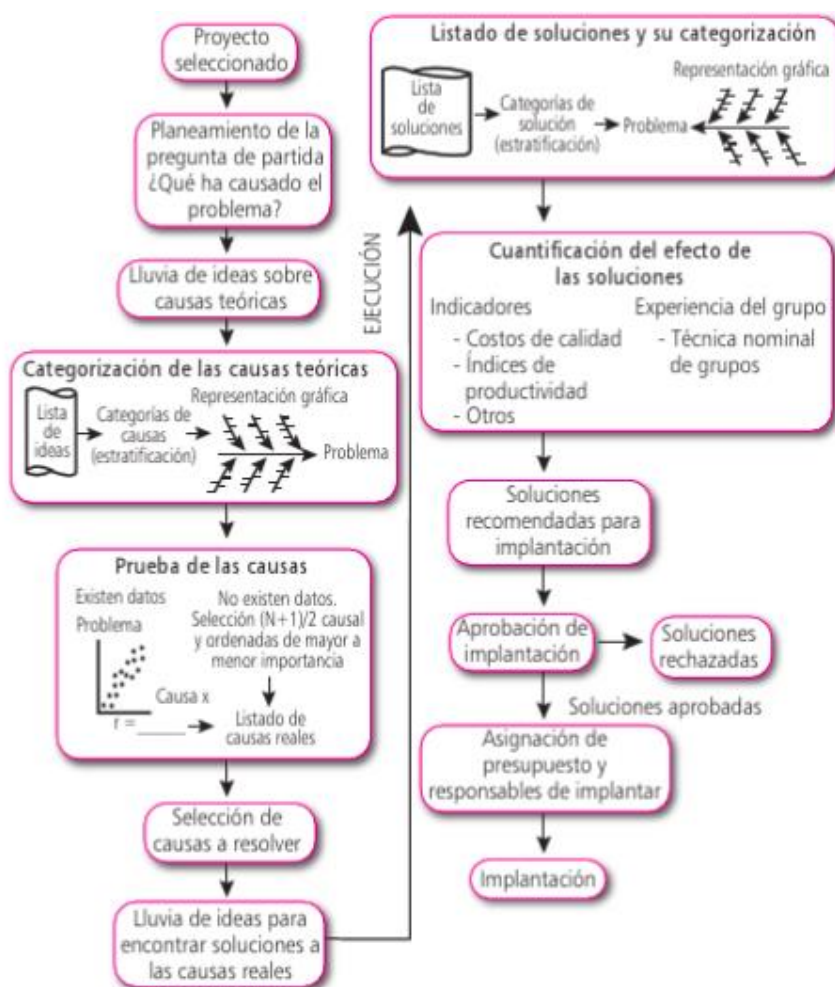 Proyecto
seleccionado
Planeamiento de la
pregunta de partida
¿Qué ha causado el
problema?
Lluvia de ideas sobre
causas teóricas
Categorización de las causas teóricas
Representación gráfica
Lista
de
ideas
Categorías de
causas
(estratificación)
Problema
Prueba de las causas
Existen datos
Problema
Causa x
r = _____
No existen datos.
Selección (N+1)/2 causal
y ordenadas de mayor a
menor importancia
Listado de
causas reales
Selección de
causas a resolver
Lluvia de ideas para
encontrar soluciones a
las causas reales
EJECUCIÓN
Listado de soluciones y su categorización
Representación gráfica
Lista
de
soluciones
Categorías de
solución
(estratificación)
Problema
Cuantificación del efecto de
las soluciones
Indicadores
- Costos de calidad
- Índices de
productividad
- Otros
Experiencia del grupo
- Técnica nominal
de grupos
Soluciones
recomendadas para
implantación
Aprobación de
implantación
Soluciones
rechazadas
Soluciones aprobadas
Asignación de
presupuesto y
responsables de implantar
Implantación